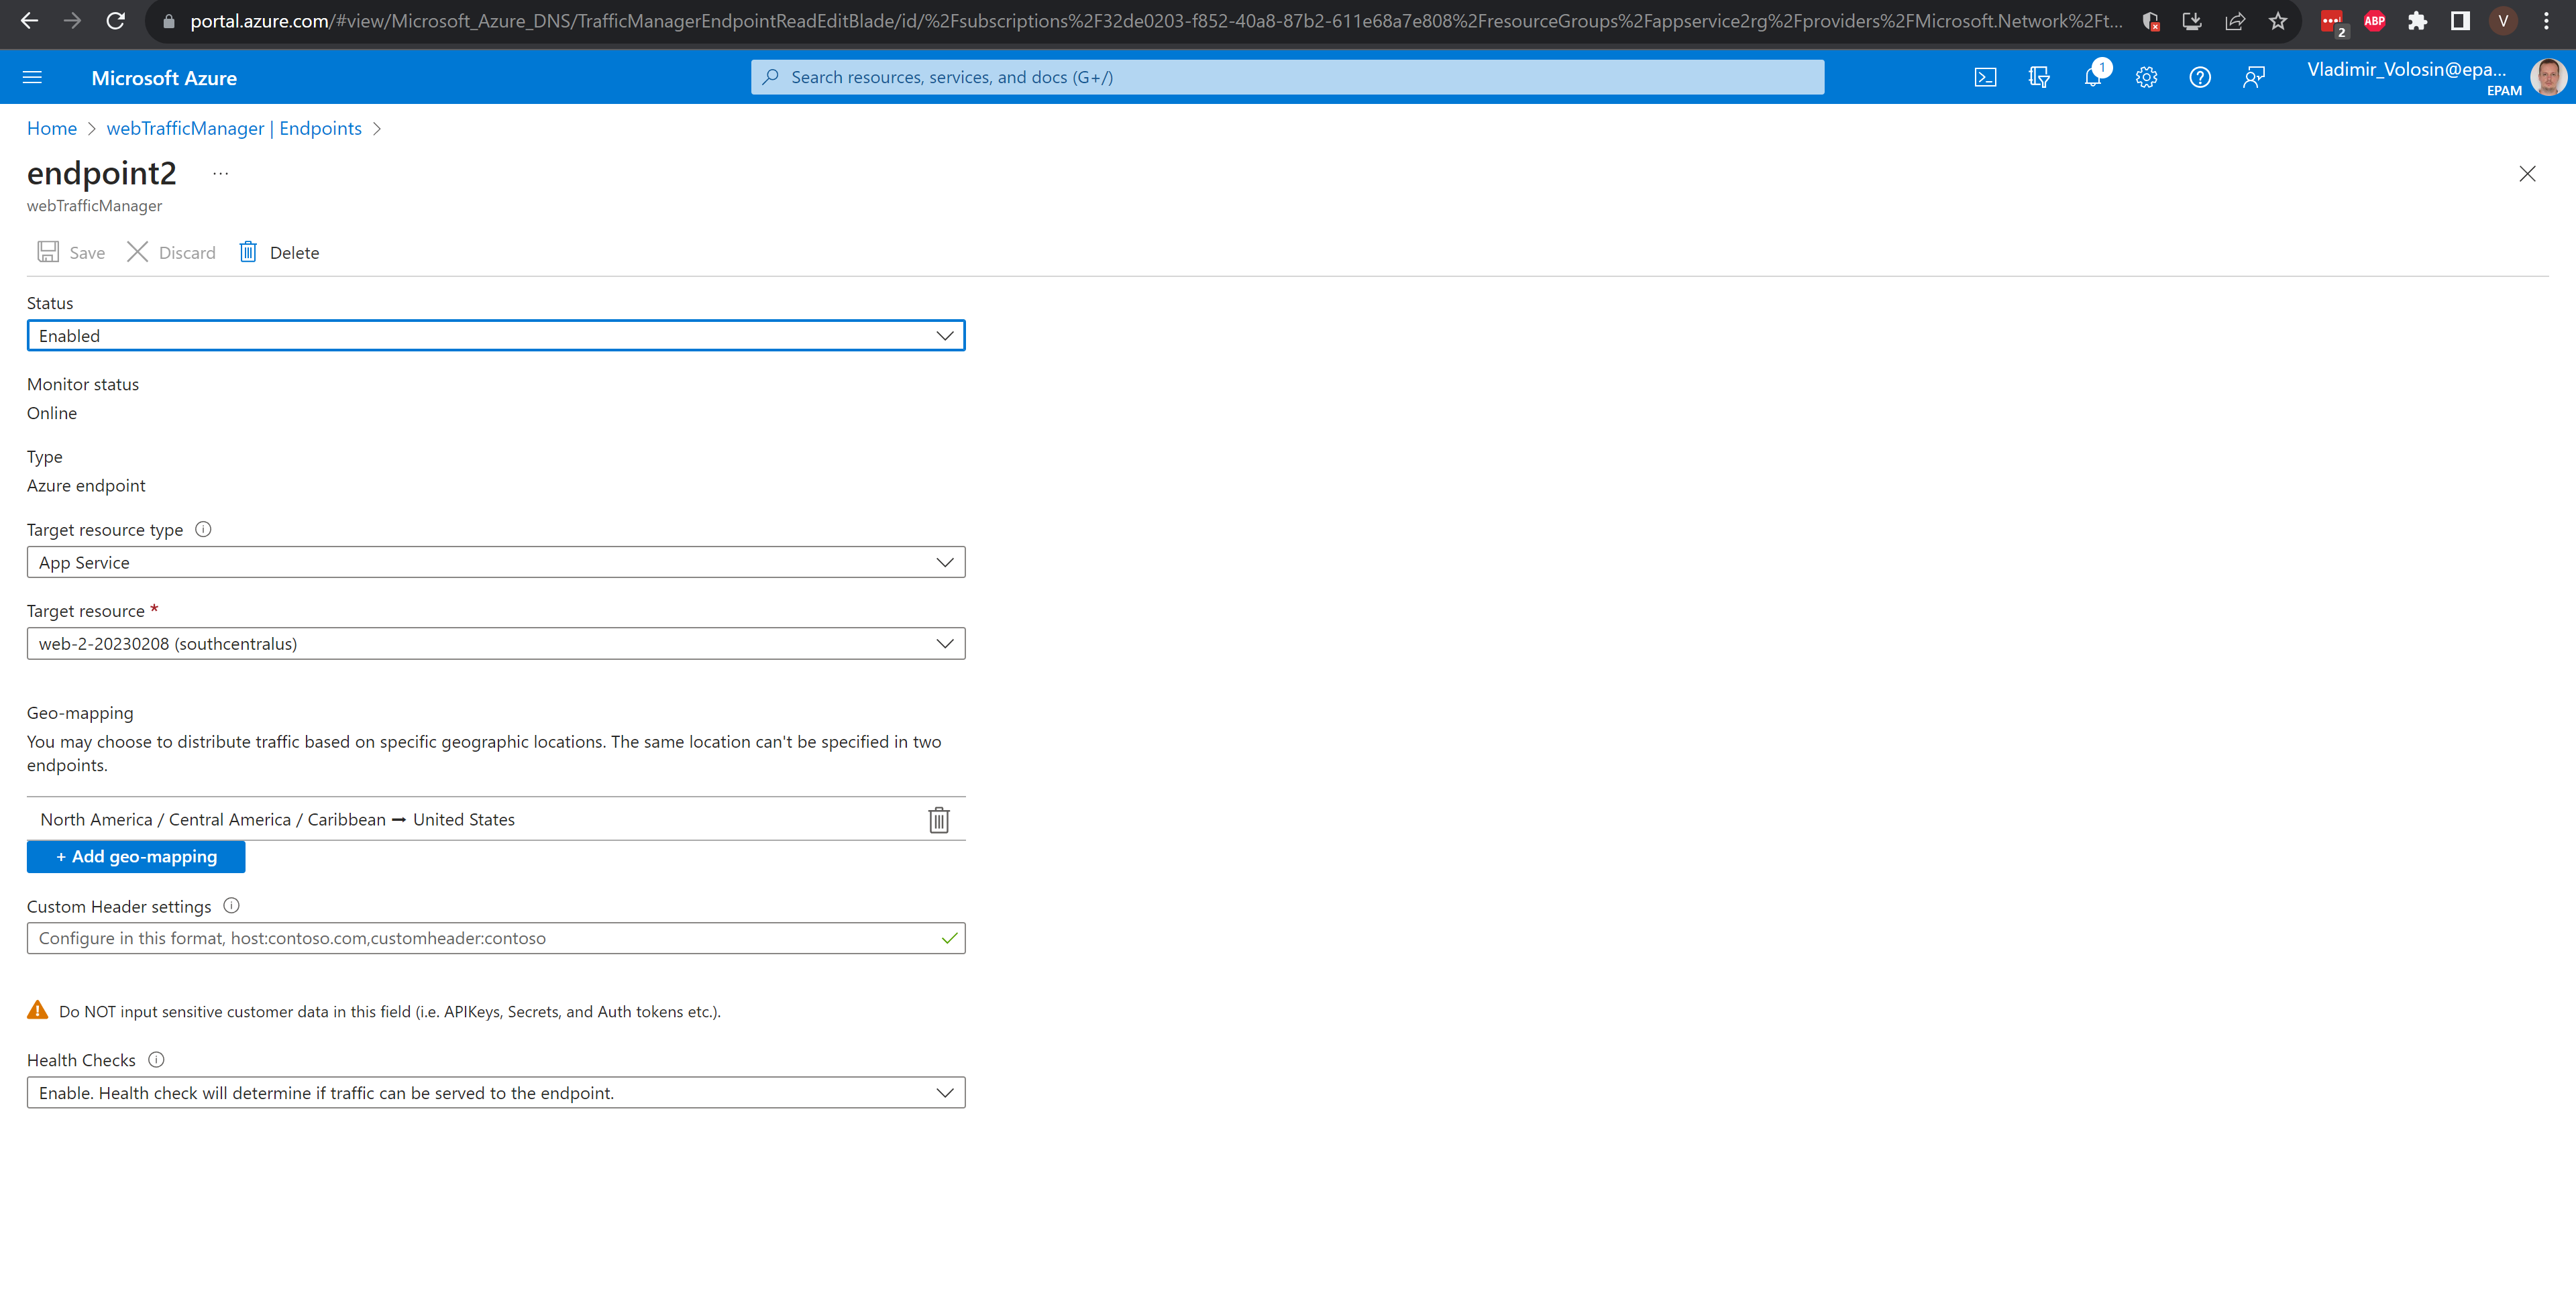 portal.azure.com/#view/Microsoft_Azure_DNS/TrafficManagerEndpointReadEditBlade/id/%2Fsubscriptions%2F32de0203-f852-40a8-87b2-611e68a7e808%2FresourceGroups%2Fappservice2rg%2Fproviders%2FMicrosoft.Network%2Ft...
2
ABP
V
Microsoft Azure
Search resources, services, and docs (G+/)
1
Vladimir_Volosin@epa...
EPAM
Home > webTrafficManager | Endpoints >
endpoint2 ...
webTrafficManager
Save Discard Delete
Status
Enabled
Monitor status
Online
Type
Azure endpoint
Target resource type
App Service
Target resource *
web-2-20230208 (southcentralus)
Geo-mapping
You may choose to distribute traffic based on specific geographic locations. The same location can't be specified in two
endpoints.
North America / Central America / Caribbean ➞ United States
+ Add geo-mapping
Custom Header settings
Configure in this format, host:contoso.com,customheader:contoso
Do NOT input sensitive customer data in this field (i.e. APIKeys, Secrets, and Auth tokens etc.).
Health Checks
Enable. Health check will determine if traffic can be served to the endpoint.